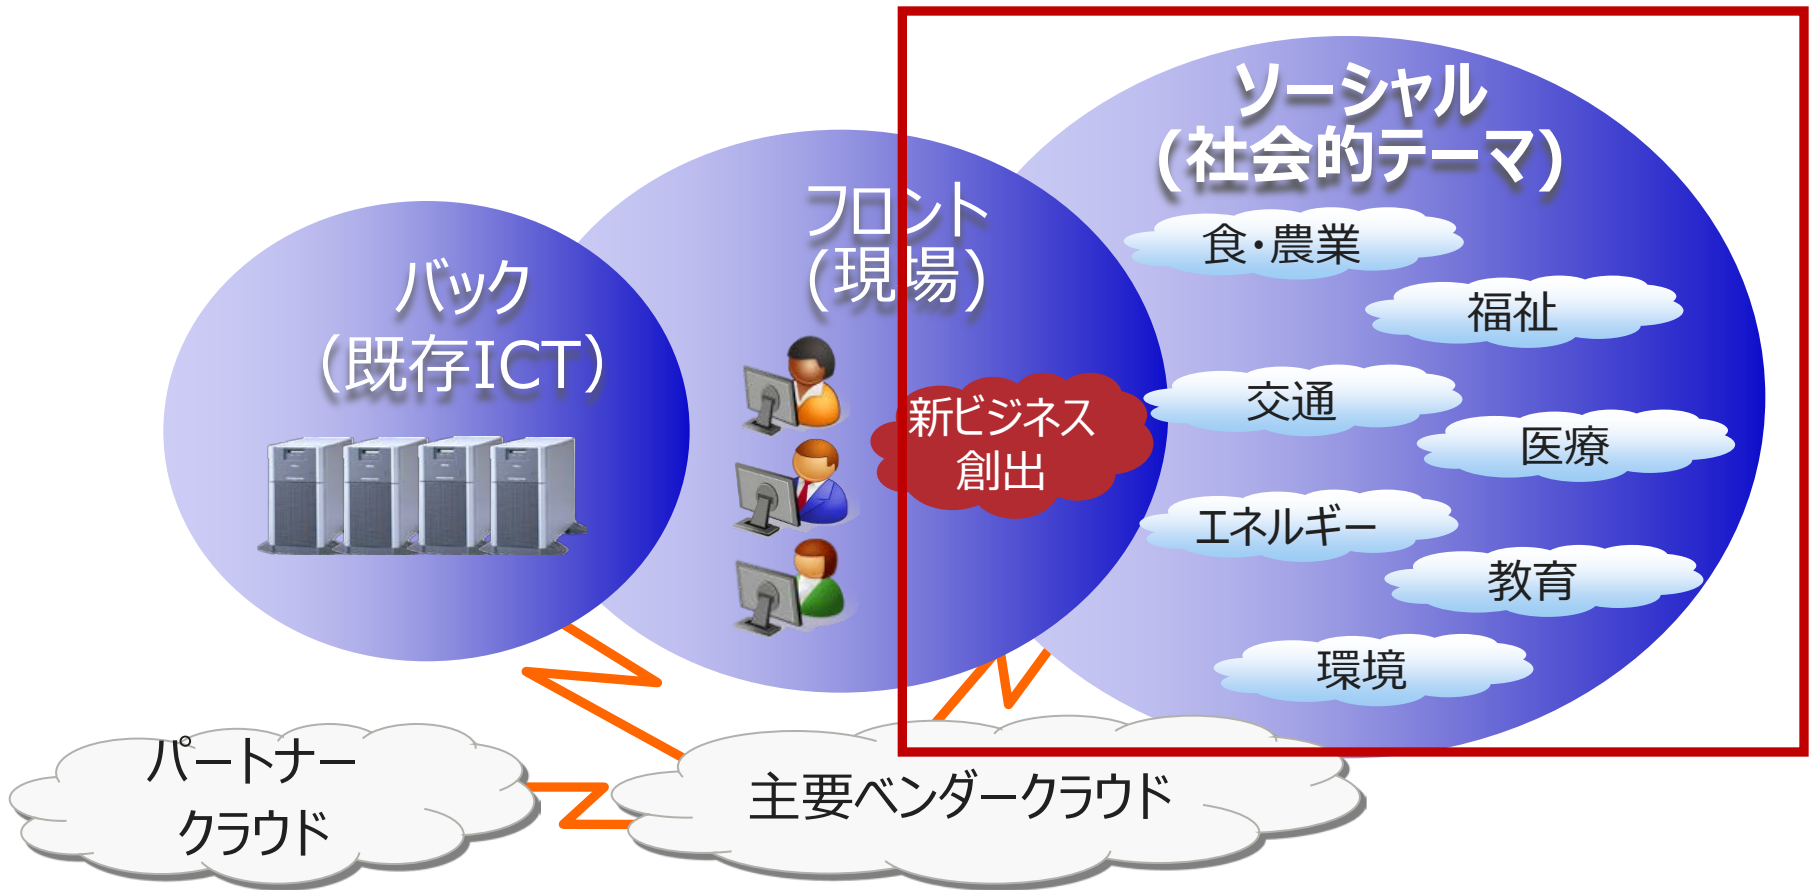 バック
（既存ICT）
フロント
(現場)
新ビジネス
創出
ソーシャル
(社会的テーマ)
食・農業
福祉
交通
医療
エネルギー
教育
環境
パートナー
クラウド
主要ベンダークラウド